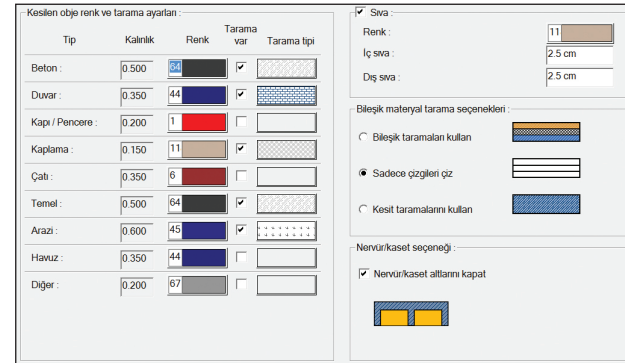 Kesilen obje renk ve tarama ayarları :
Tip Kalınlık Renk Tarama var Tarama tipi
Beton : 0.500 64
Duvar : 0.350 44
Kapı / Pencere : 0.200 1
Kaplama : 0.150 11
Çatı : 0.350 6
Temel : 0.500 64
Arazi : 0.600 45
Havuz : 0.350 44
Diğer : 0.200 67
Sıva :
Renk : 11
İç sıva : 2.5 cm
Dış sıva : 2.5 cm
Bileşik materyal tarama seçenekleri :
Bileşik taramaları kullan
Sadece çizgileri çiz
Kesit taramalarını kullan
Nervür/kaset seçeneği :
Nervür/kaset altlarını kapat